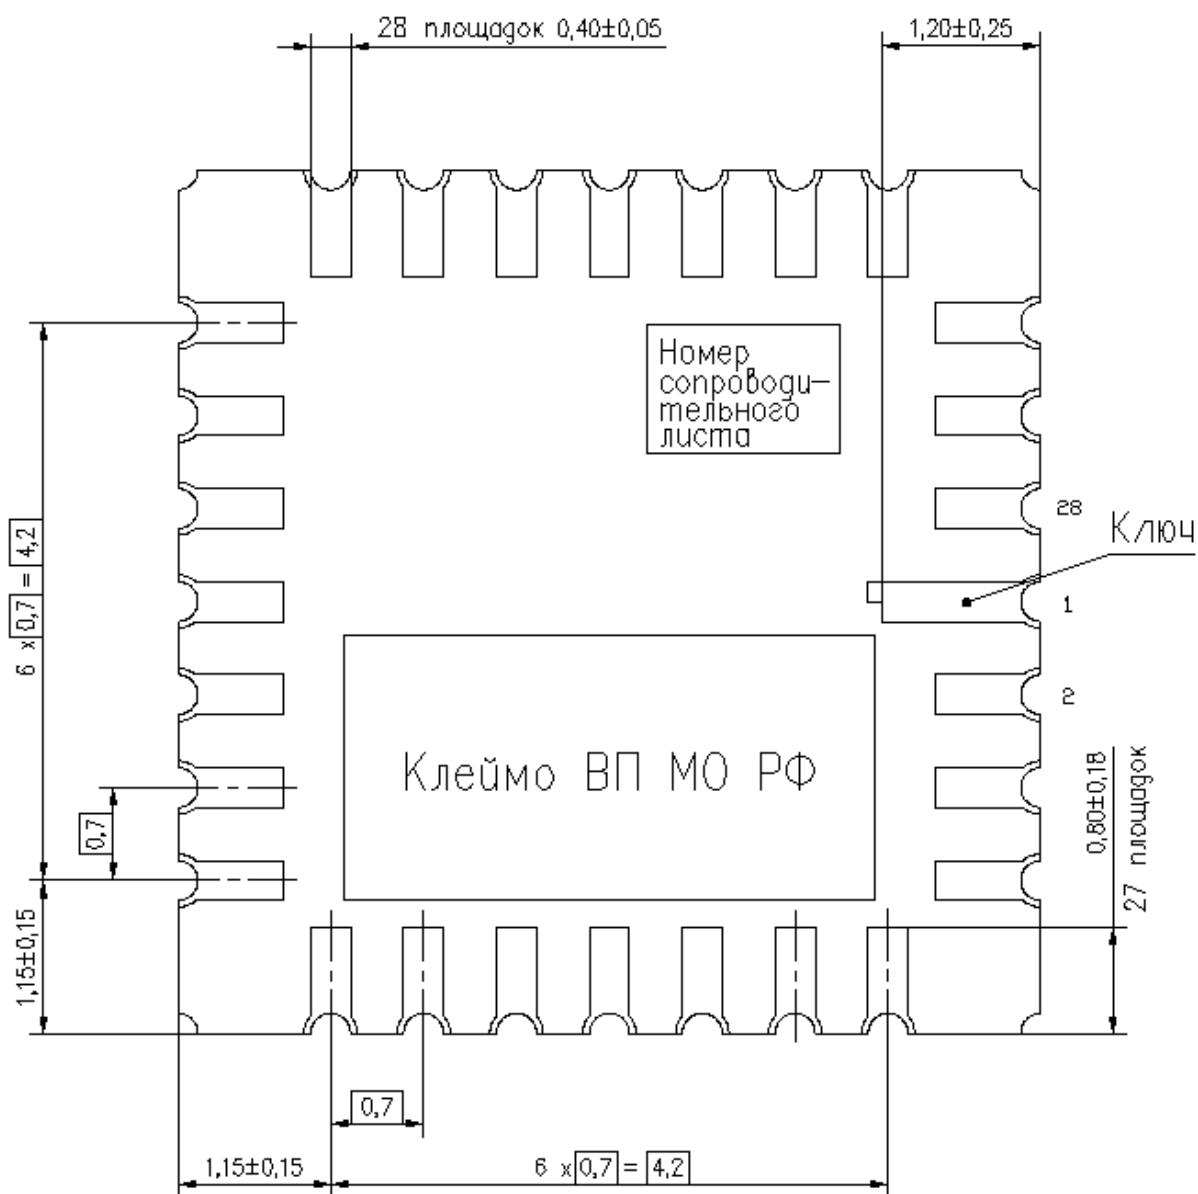 28 площадок 0,40±0,05
1,20±0,25
Номер
сопроводи-
тельного
листа
28
Ключ
1
2
6 x 0,7 = 4,2
Клеймо ВП МО РФ
0,7
0,80±0,18
27 площадок
1,15±0,15
0,7
1,15±0,15
6 x 0,7 = 4,2